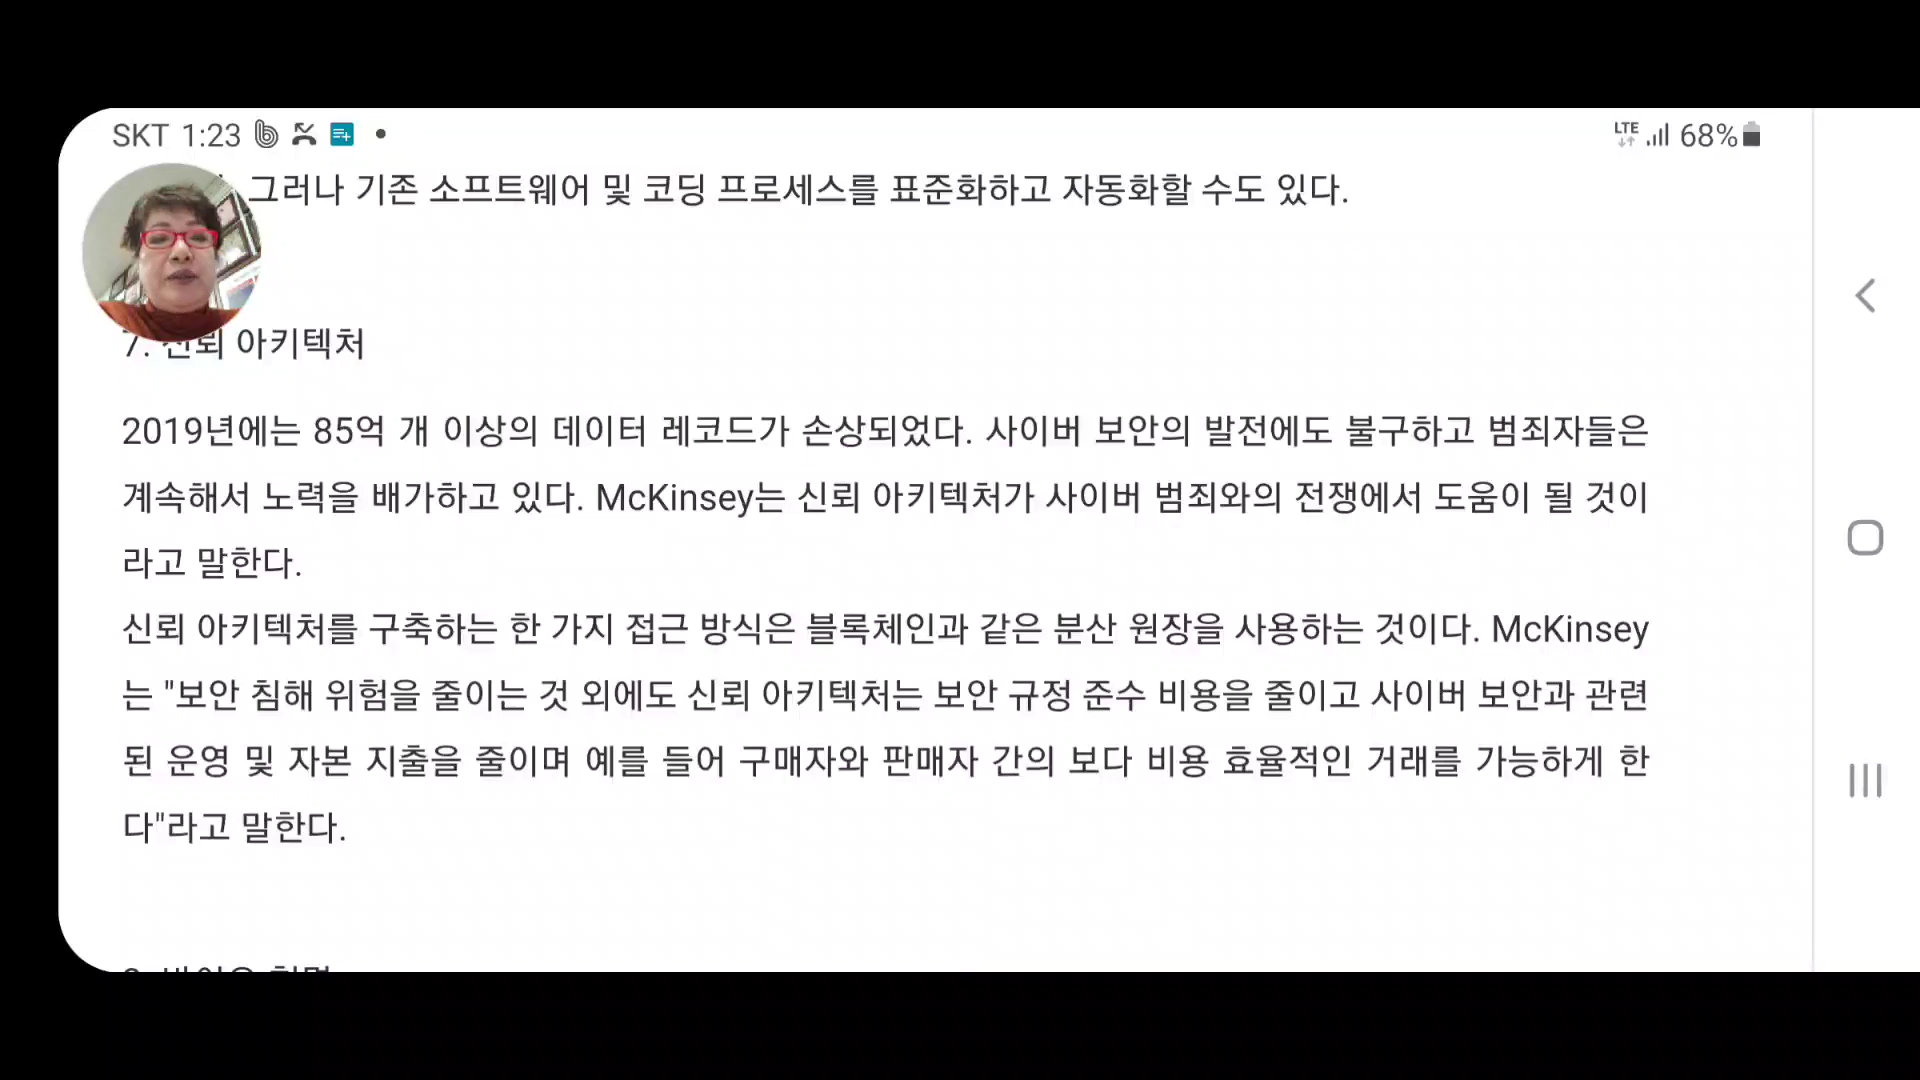 SKT 1:23
LTE 68%
그러나 기존 소프트웨어 및 코딩 프로세스를 표준화하고 자동화할 수도 있다.
7. 신뢰 아키텍처
2019년에는 85억 개 이상의 데이터 레코드가 손상되었다. 사이버 보안의 발전에도 불구하고 범죄자들은
계속해서 노력을 배가하고 있다. McKinsey는 신뢰 아키텍처가 사이버 범죄와의 전쟁에서 도움이 될 것이
라고 말한다.
신뢰 아키텍처를 구축하는 한 가지 접근 방식은 블록체인과 같은 분산 원장을 사용하는 것이다. McKinsey
는 "보안 침해 위험을 줄이는 것 외에도 신뢰 아키텍처는 보안 규정 준수 비용을 줄이고 사이버 보안과 관련
된 운영 및 자본 지출을 줄이며 예를 들어 구매자와 판매자 간의 보다 비용 효율적인 거래를 가능하게 한
다"라고 말한다.